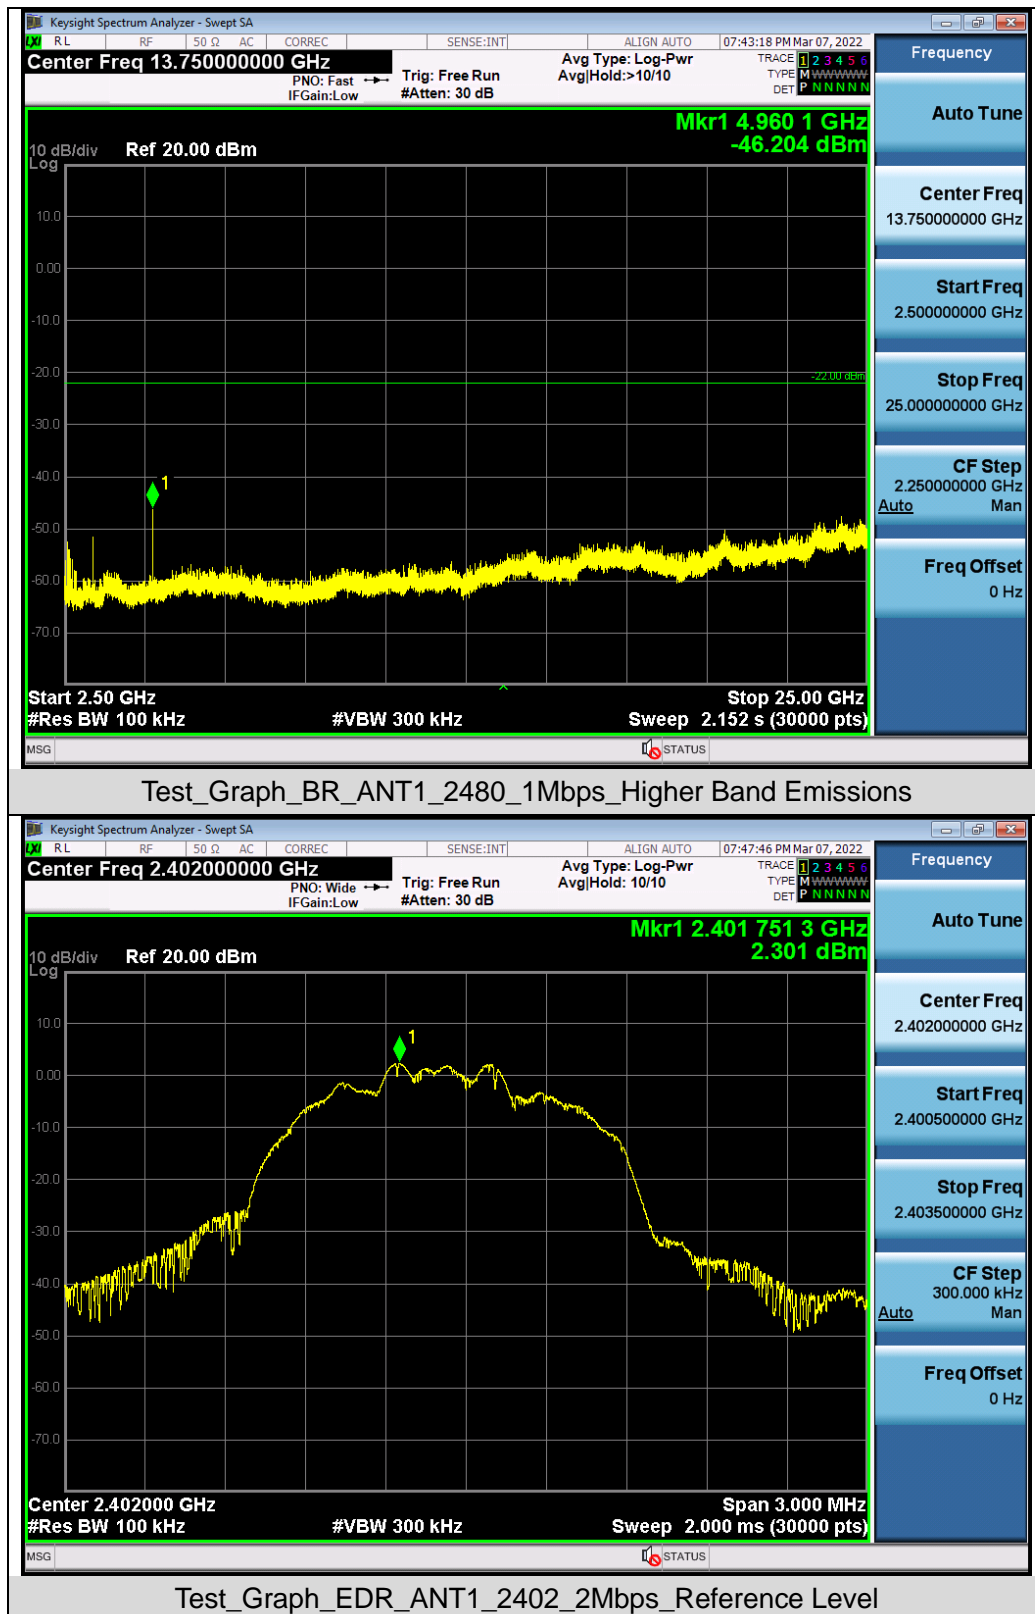 Keysight Spectrum Analyzer - Swept SA
LXI RL RF 50 Ω AC CORREC SENSE:INT ALIGN AUTO 07:43:18 PM Mar 07, 2022
Center Freq 13.750000000 GHz Avg Type: Log-Pwr TRACE 1 2 3 4 5 6
PNO: Fast Trig: Free Run Avg|Hold:>10/10 TYPE M W W W W W
IFGain:Low #Atten: 30 dB DET P N N N N N
Mkr1 4.960 1 GHz
-46.204 dBm
10 dB/div Ref 20.00 dBm
Log
10.0
0.00
-10.0
-20.0
-22.00 dBm
-30.0
-40.0
1
-50.0
-60.0
-70.0
Start 2.50 GHz Stop 25.00 GHz
#Res BW 100 kHz #VBW 300 kHz Sweep 2.152 s (30000 pts)
MSG STATUS
Frequency
Auto Tune
Center Freq
13.750000000 GHz
Start Freq
2.500000000 GHz
Stop Freq
25.000000000 GHz
CF Step
2.250000000 GHz
Auto Man
Freq Offset
0 Hz
Test_Graph_BR_ANT1_2480_1Mbps_Higher Band Emissions
Keysight Spectrum Analyzer - Swept SA
LXI RL RF 50 Ω AC CORREC SENSE:INT ALIGN AUTO 07:47:46 PM Mar 07, 2022
Center Freq 2.402000000 GHz Avg Type: Log-Pwr TRACE 1 2 3 4 5 6
PNO: Wide Trig: Free Run Avg|Hold: 10/10 TYPE M W W W W W
IFGain:Low #Atten: 30 dB DET P N N N N N
Mkr1 2.401 751 3 GHz
2.301 dBm
10 dB/div Ref 20.00 dBm
Log
10.0
1
0.00
-10.0
-20.0
-30.0
-40.0
-50.0
-60.0
-70.0
Center 2.402000 GHz Span 3.000 MHz
#Res BW 100 kHz #VBW 300 kHz Sweep 2.000 ms (30000 pts)
MSG STATUS
Frequency
Auto Tune
Center Freq
2.402000000 GHz
Start Freq
2.400500000 GHz
Stop Freq
2.403500000 GHz
CF Step
300.000 kHz
Auto Man
Freq Offset
0 Hz
Test_Graph_EDR_ANT1_2402_2Mbps_Reference Level